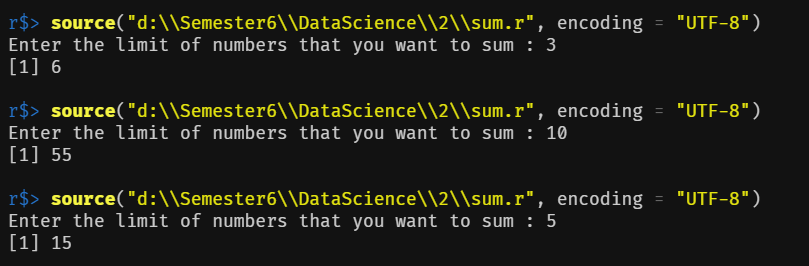 r$> source("d:\\Semester6\\DataScience\\2\\sum.r", encoding = "UTF-8")
Enter the limit of numbers that you want to sum : 3
[1] 6
r$> source("d:\\Semester6\\DataScience\\2\\sum.r", encoding = "UTF-8")
Enter the limit of numbers that you want to sum : 10
[1] 55
r$> source("d:\\Semester6\\DataScience\\2\\sum.r", encoding = "UTF-8")
Enter the limit of numbers that you want to sum : 5
[1] 15